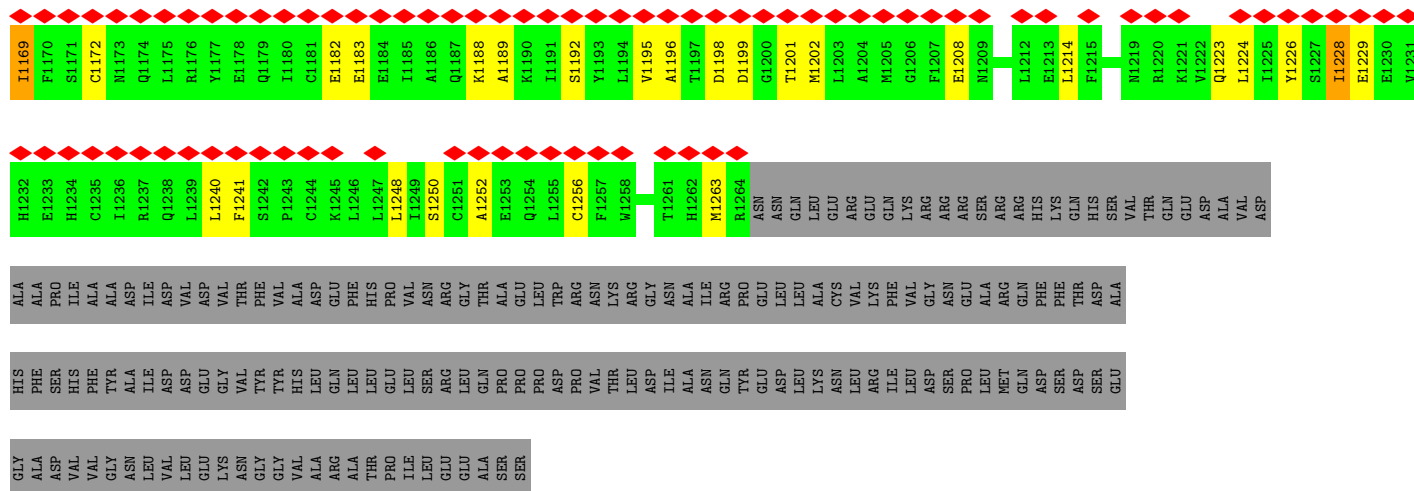 I1169 F1170 S1171 C1172 N1173 Q1174 L1175 R1176 Y1177 E1178 Q1179 I1180 C1181 E1182 E1183 E1184 I1185 A1186 Q1187 K1188 A1189 K1190 I1191 S1192 Y1193 L1194 V1195 A1196 T1197 D1198 D1199 G1200 T1201 M1202 L1203 A1204 M1205 G1206 F1207 E1208 N1209 L1212 E1213 L1214 F1215 N1219 R1220 K1221 V1222 Q1223 L1224 I1225 Y1226 S1227 I1228 E1229 E1230 V1231
H1232 E1233 H1234 C1235 I1236 R1237 Q1238 L1239 L1240 F1241 S1242 P1243 C1244 K1245 L1246 L1247 L1248 I1249 S1250 C1251 A1252 E1253 Q1254 L1255 C1256 F1257 W1258 T1261 H1262 M1263 R1264 ASN ASN GLN LEU GLU ARG GLU GLN LYS ARG ARG ARG SER ARG ARG HIS LYS GLN HIS SER VAL THR GLN GLU ASP ALA VAL ASP
ALA ALA PRO ILE ALA ALA ASP ILE ASP VAL ASP VAL THR PHE VAL ALA ASP GLU PHE HIS PRO VAL ASN ARG GLY THR ALA GLU LEU TRP ARG ASN LYS ARG GLY ASN ALA ILE ARG PRO GLU LEU LEU ALA CYS VAL LYS PHE VAL GLY ASN GLU ALA ARG GLN PHE PHE THR ASP ALA
HIS PHE SER HIS PHE TYR ALA ILE ASP ASP GLU GLY VAL TYR TYR HIS LEU GLN LEU LEU GLU LEU SER ARG LEU GLN PRO PRO PRO ASP PRO VAL THR LEU ASP ILE ALA ASN GLN TYR GLU ASP LEU LYS ASN LEU ARG ILE LEU ASP SER PRO LEU MET GLN ASP SER ASP SER GLU
GLY ALA ASP VAL VAL GLY ASN LEU VAL LEU GLU LYS ASN GLY GLY VAL ALA ARG ALA THR PRO ILE LEU GLU GLU ALA SER SER